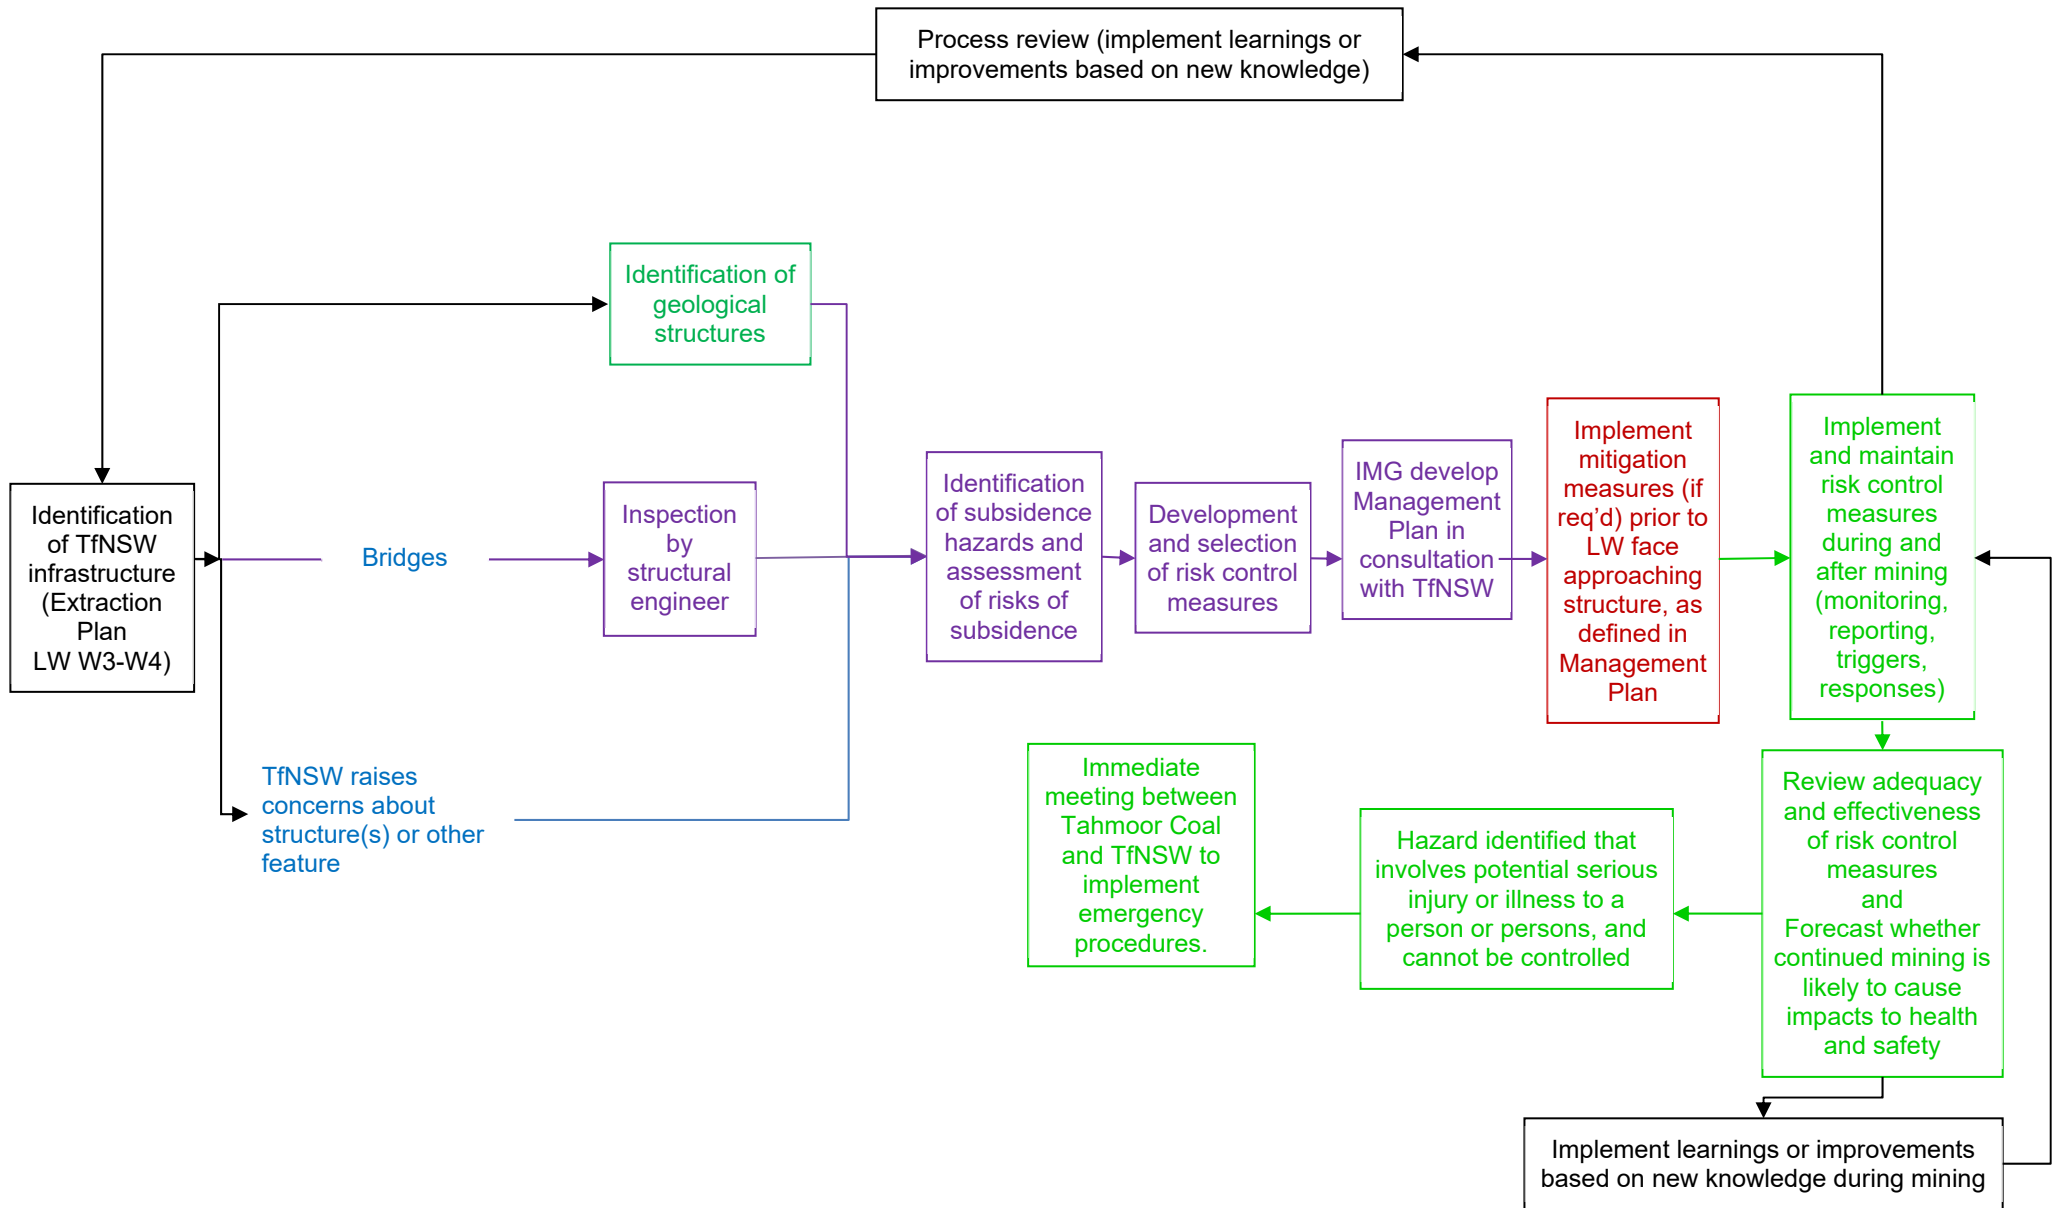 Process review (implement learnings or
improvements based on new knowledge)
Identification of
geological
structures
Identification
of TfNSW
infrastructure
(Extraction
Plan
LW W3-W4)
Bridges
Inspection
by
structural
engineer
TfNSW raises
concerns about
structure(s) or other
feature
Identification
of subsidence
hazards and
assessment
of risks of
subsidence
Development
and selection
of risk control
measures
IMG develop
Management
Plan in
consultation
with TfNSW
Implement
mitigation
measures (if
req’d) prior to
LW face
approaching
structure, as
defined in
Management
Plan
Implement
and maintain
risk control
measures
during and
after mining
(monitoring,
reporting,
triggers,
responses)
Review adequacy
and effectiveness
of risk control
measures
and
Forecast whether
continued mining is
likely to cause
impacts to health
and safety
Hazard identified that
involves potential serious
injury or illness to a
person or persons, and
cannot be controlled
Immediate
meeting between
Tahmoor Coal
and TfNSW to
implement
emergency
procedures.
Implement learnings or improvements
based on new knowledge during mining